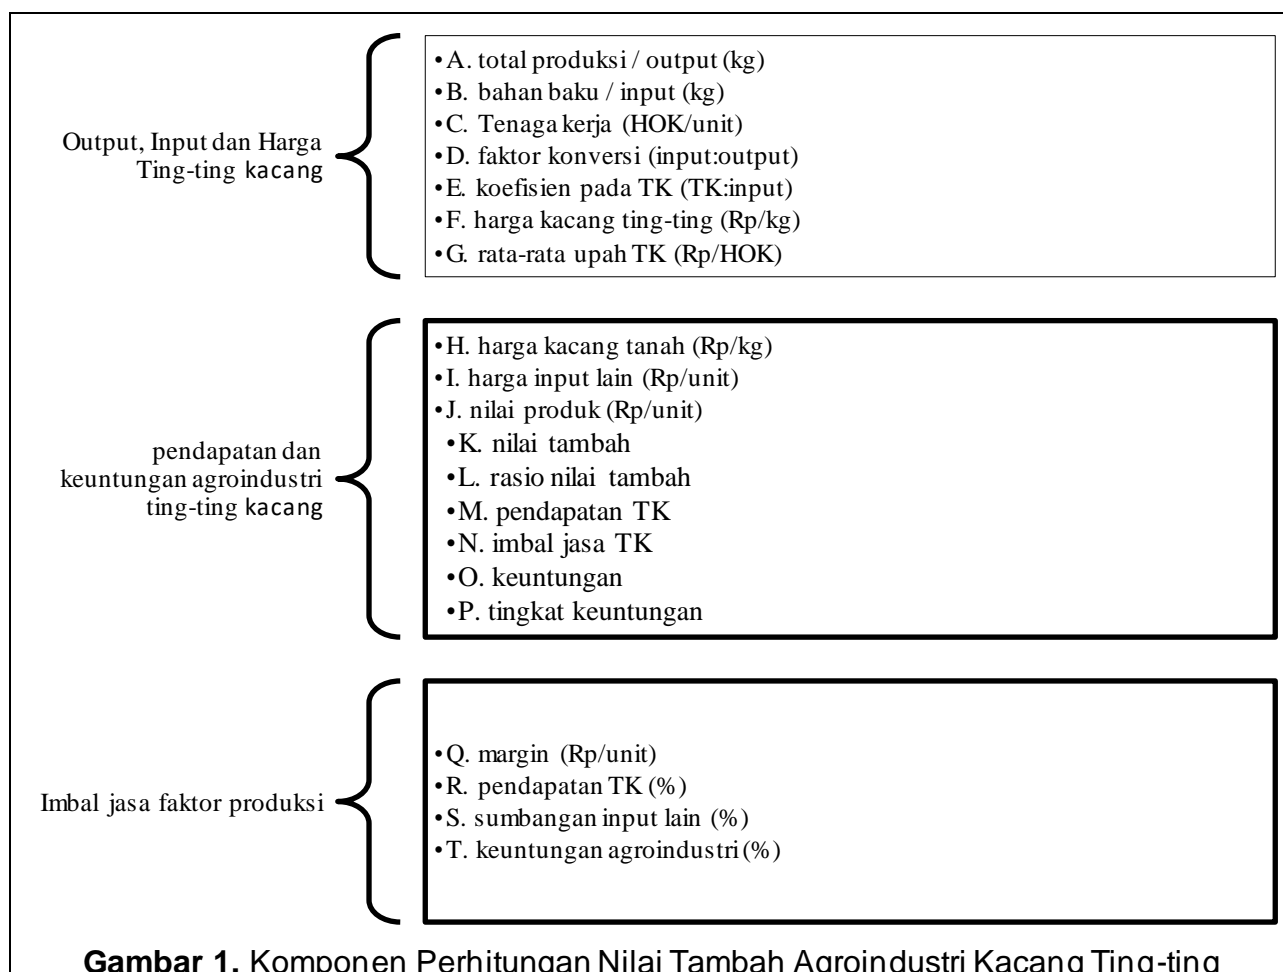 Output, Input dan Harga
Ting-ting kacang
•A. total produksi / output (kg)
•B. bahan baku / input (kg)
•C. Tenaga kerja (HOK/unit)
•D. faktor konversi (input:output)
•E. koefisien pada TK (TK:input)
•F. harga kacang ting-ting (Rp/kg)
•G. rata-rata upah TK (Rp/HOK)
pendapatan dan
keuntungan agroindustri
ting-ting kacang
•H. harga kacang tanah (Rp/kg)
•I. harga input lain (Rp/unit)
•J. nilai produk (Rp/unit)
•K. nilai tambah
•L. rasio nilai tambah
•M. pendapatan TK
•N. imbal jasa TK
•O. keuntungan
•P. tingkat keuntungan
Imbal jasa faktor produksi
•Q. margin (Rp/unit)
•R. pendapatan TK (%)
•S. sumbangan input lain (%)
•T. keuntungan agroindustri (%)
Gambar 1. Komponen Perhitungan Nilai Tambah Agroindustri Kacang Ting-ting